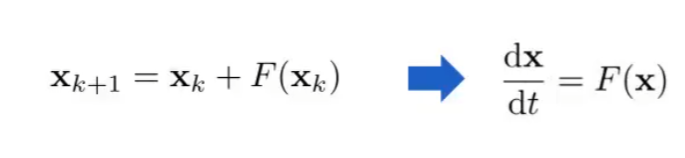 x_{k+1} = x_k + F(x_k) dx/dt = F(x)